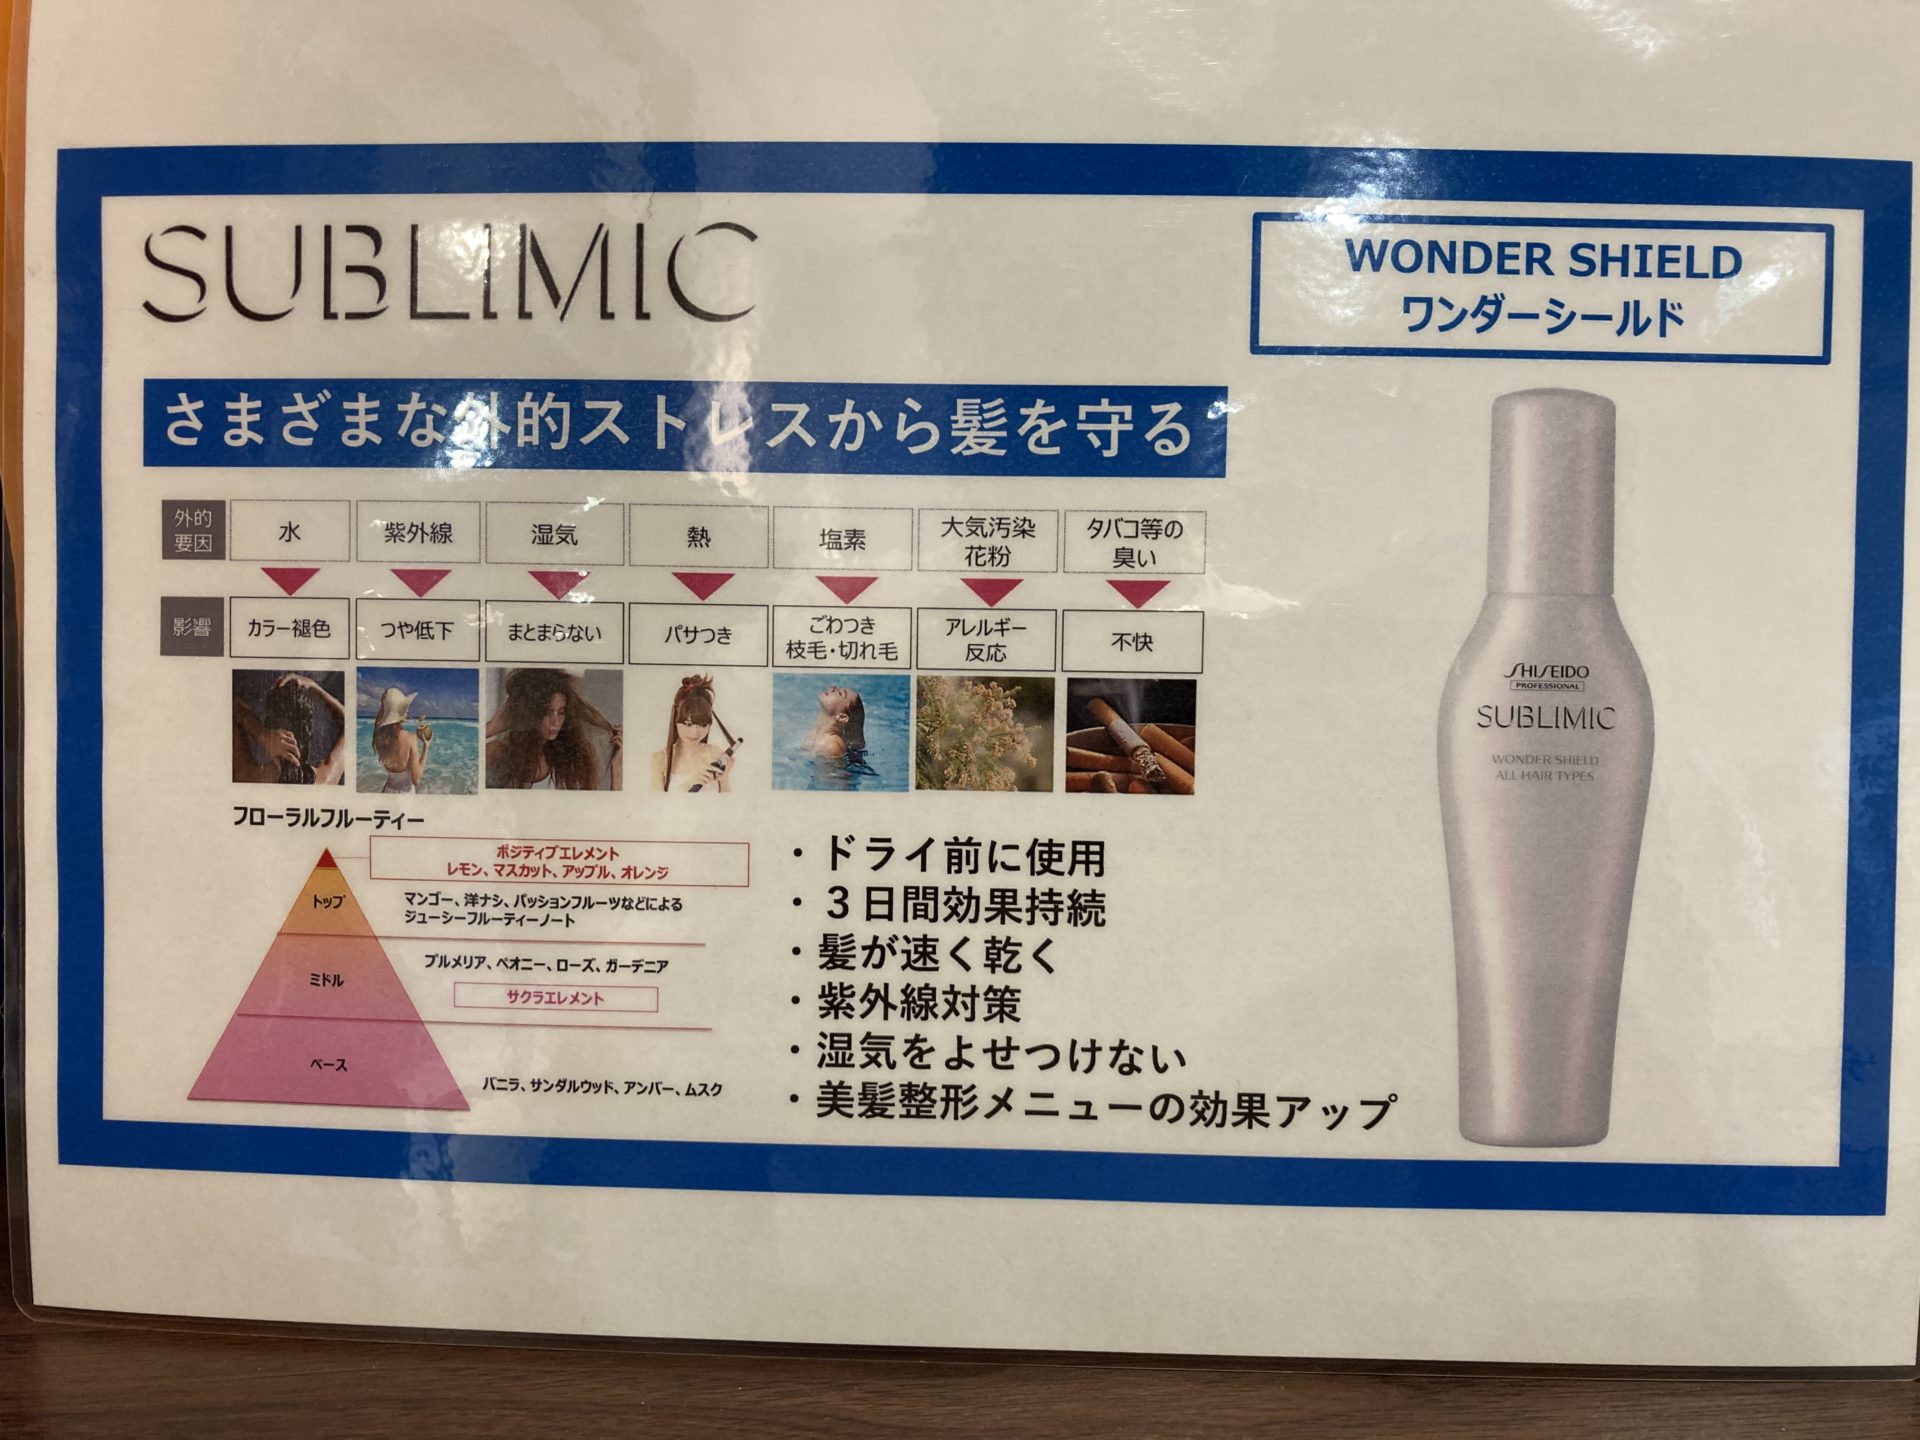 SUBLIMIC
WONDER SHIELD
ワンダーシールド
さまざまな外的ストレスから髪を守る
外的
要因
水
紫外線
湿気
熱
塩素
大気汚染
花粉
タバコ等の
臭い
影響
カラー褪色
つや低下
まとまらない
パサつき
ごわつき
枝毛・切れ毛
アレルギー
反応
不快
フローラルフルーティー
ポジティブエレメント
レモン、マスカット、アップル、オレンジ
トップ
マンゴー、洋ナシ、パッションフルーツなどによる
ジューシーフルーティーノート
ミドル
プルメリア、ペオニー、ローズ、ガーデニア
サクラエレメント
ベース
バニラ、サンダルウッド、アンバー、ムスク
・ドライ前に使用
・３日間効果持続
・髪が速く乾く
・紫外線対策
・湿気をよせつけない
・美髪整形メニューの効果アップ
SHISEIDO
PROFESSIONAL
SUBLIMIC
WONDER SHIELD
ALL HAIR TYPES